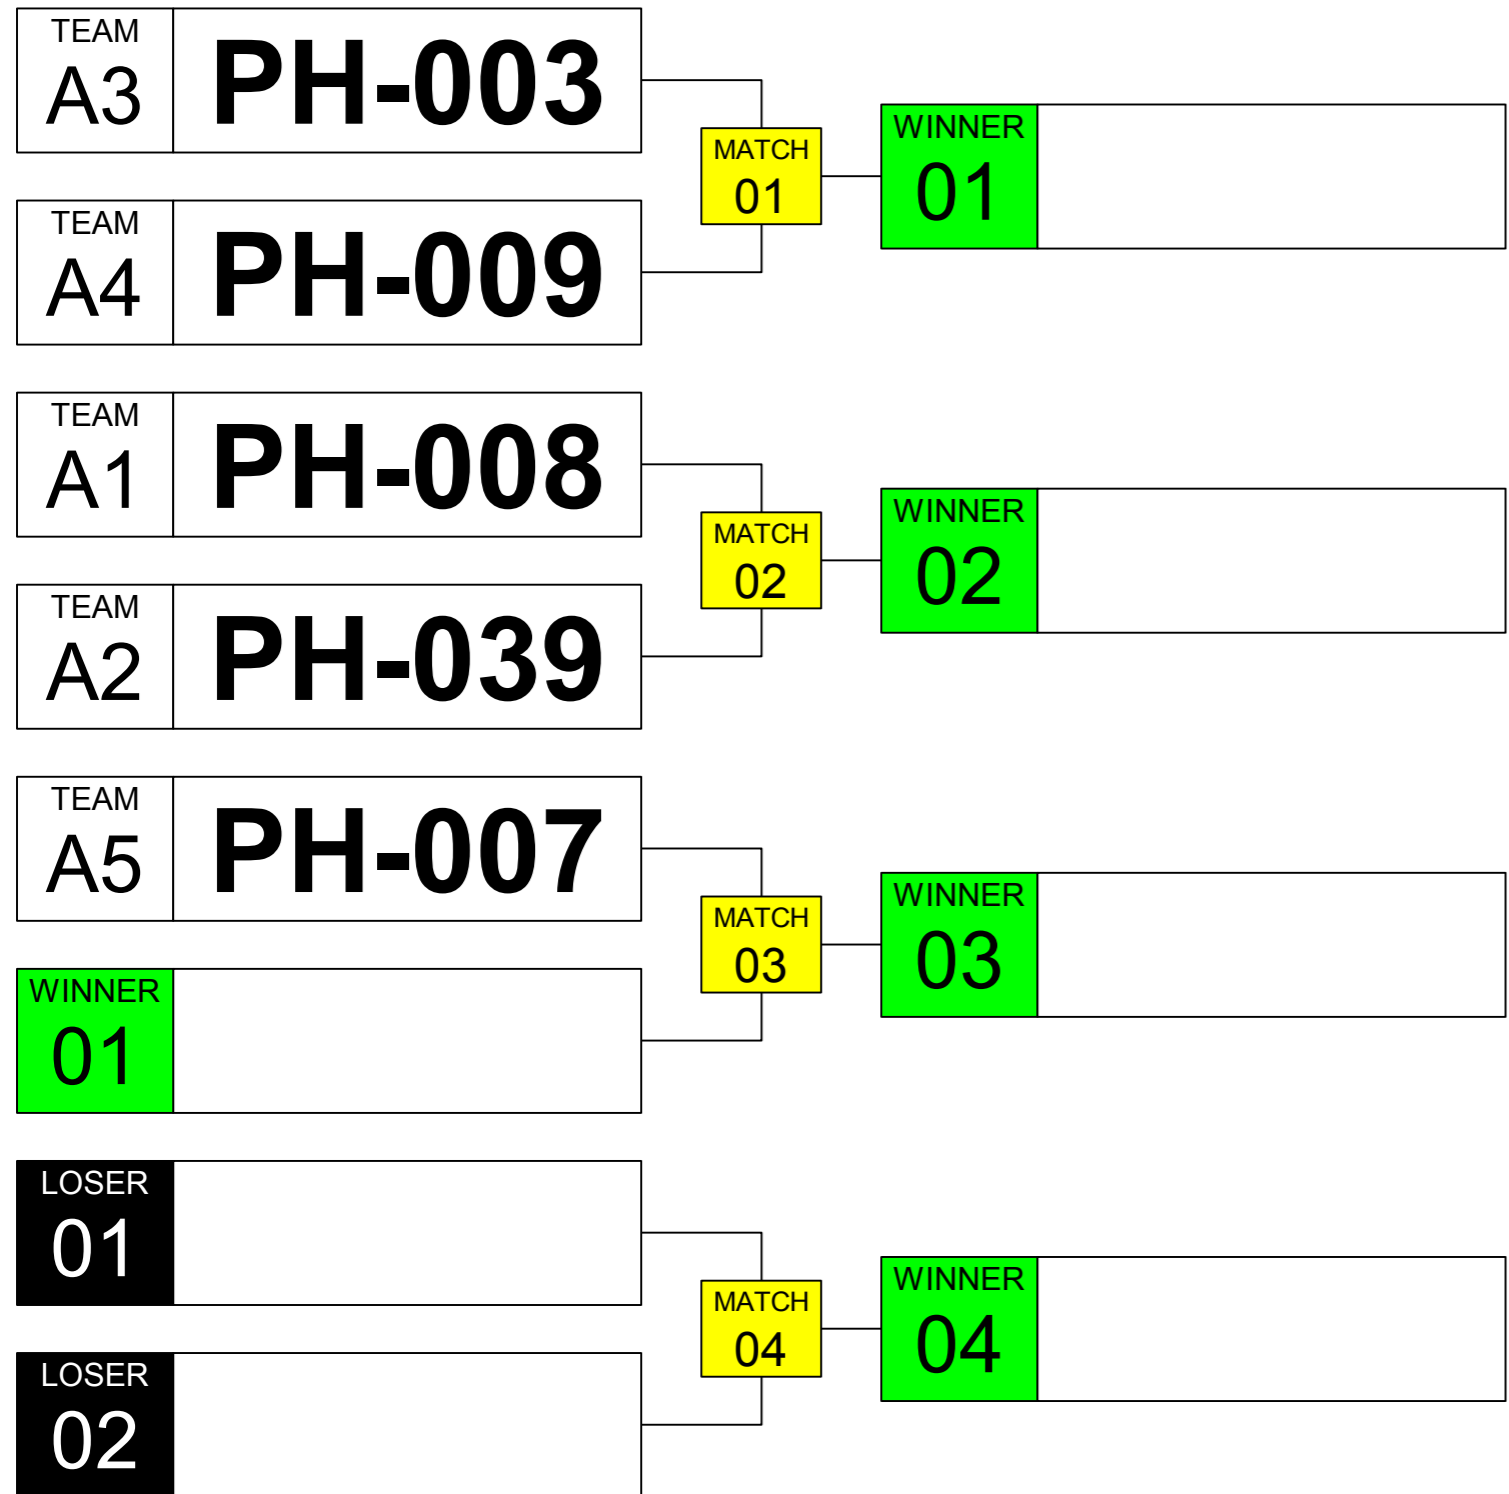 TEAM
A3
PH-003
MATCH
01
WINNER
01
TEAM
A4
PH-009
TEAM
A1
PH-008
MATCH
02
WINNER
02
TEAM
A2
PH-039
TEAM
A5
PH-007
MATCH
03
WINNER
03
WINNER
01
LOSER
01
MATCH
04
WINNER
04
LOSER
02